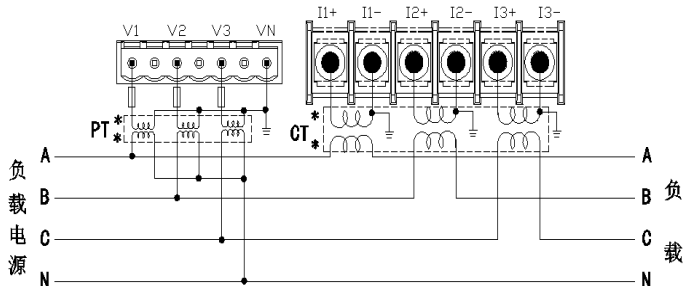 V1 V2 V3 VN
I1+ I1- I2+ I2- I3+ I3-
PT * *
CT * *
负载电源
A A
B B
C C
N N
负载